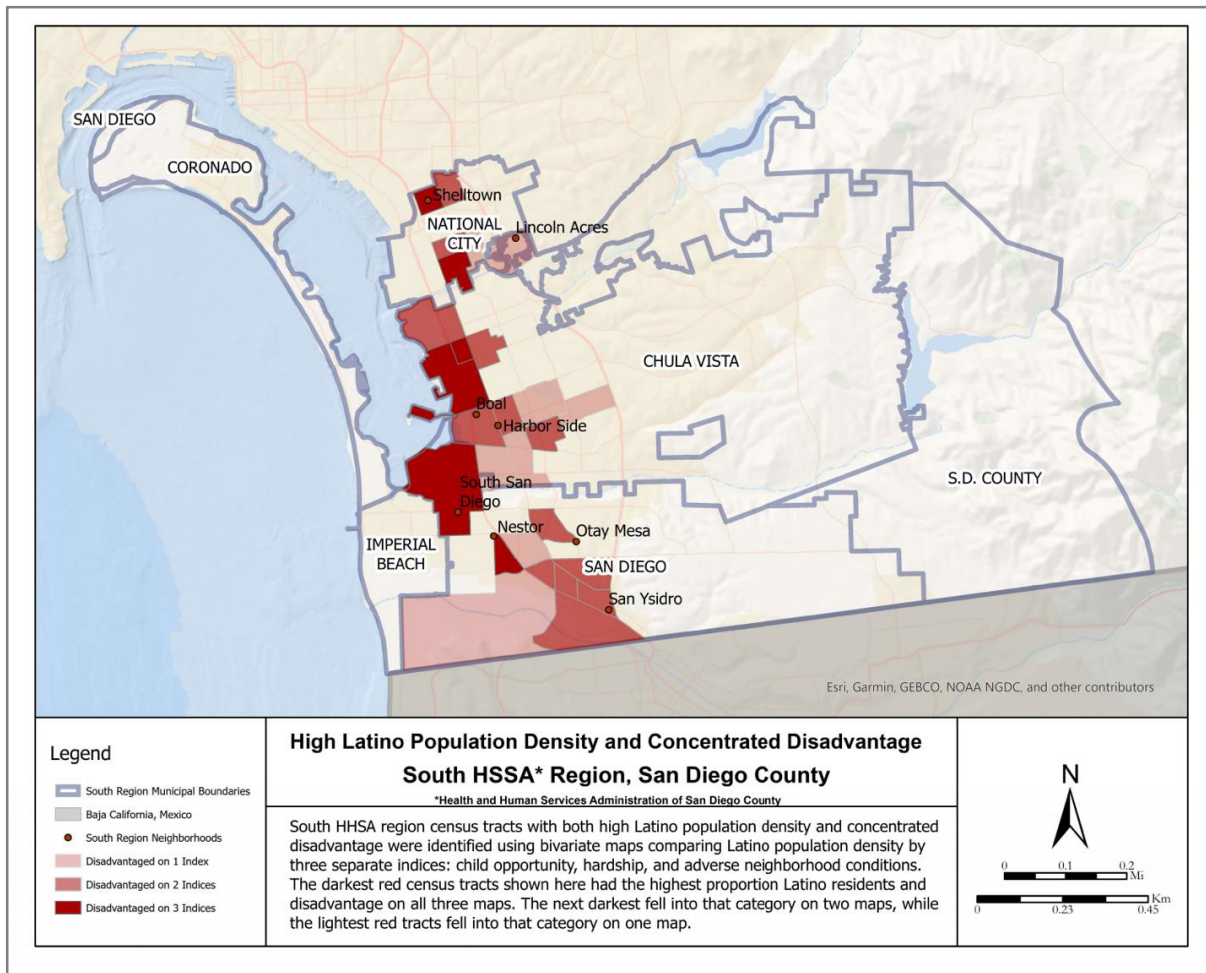 SAN DIEGO
CORONADO
Shelltown
NATIONAL
CITY
Lincoln Acres
CHULA VISTA
Boal
Harbor Side
S.D. COUNTY
South San
Diego
Nestor
Otay Mesa
IMPERIAL
BEACH
SAN DIEGO
San Ysidro
Esri, Garmin, GEBCO, NOAA NGDC, and other contributors
Legend
South Region Municipal Boundaries
Baja California, Mexico
South Region Neighborhoods
Disadvantaged on 1 Index
Disadvantaged on 2 Indices
Disadvantaged on 3 Indices
High Latino Population Density and Concentrated Disadvantage
South HSSA* Region, San Diego County
*Health and Human Services Administration of San Diego County
South HHSA region census tracts with both high Latino population density and concentrated
disadvantage were identified using bivariate maps comparing Latino population density by
three separate indices: child opportunity, hardship, and adverse neighborhood conditions.
The darkest red census tracts shown here had the highest proportion Latino residents and
disadvantage on all three maps. The next darkest fell into that category on two maps, while
the lightest red tracts fell into that category on one map.
N
0 0.1 0.2
Mi
Km
0 0.23 0.45